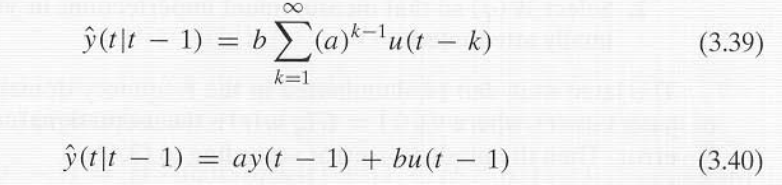 ŷ(t|t − 1) = b ∑_{k=1}^{∞} (a)^{k−1} u(t − k) (3.39)
ŷ(t|t − 1) = ay(t − 1) + bu(t − 1) (3.40)